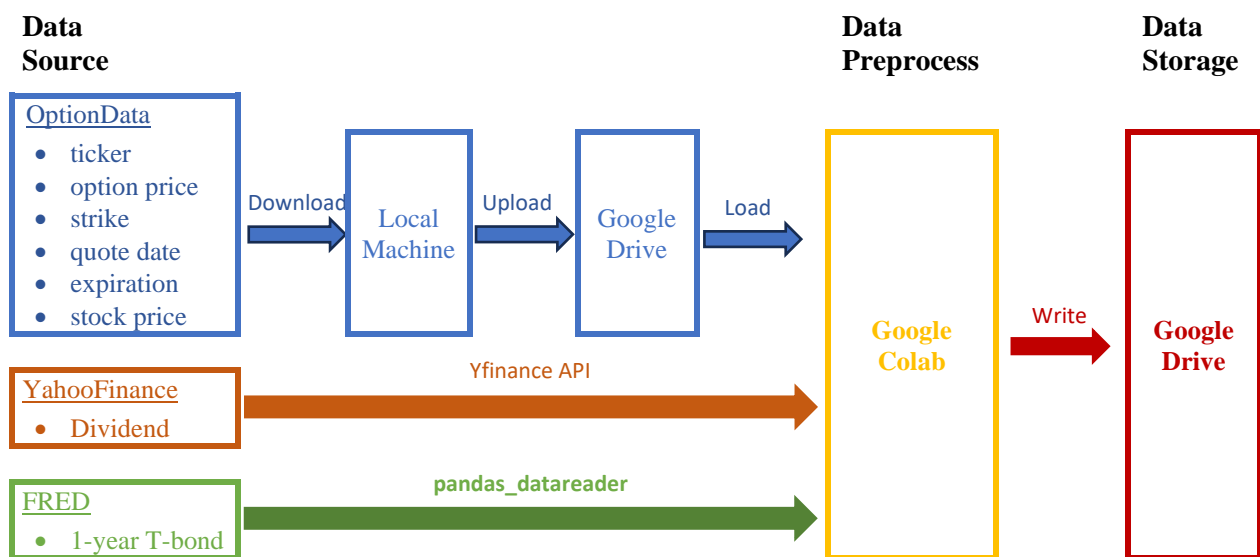 Data
Source
Data
Preprocess
Data
Storage
OptionData
• ticker
• option price
• strike
• quote date
• expiration
• stock price
Download
Local
Machine
Upload
Google
Drive
Load
Google
Colab
Write
Google
Drive
YahooFinance
• Dividend
Yfinance API
FRED
• 1-year T-bond
pandas_datareader